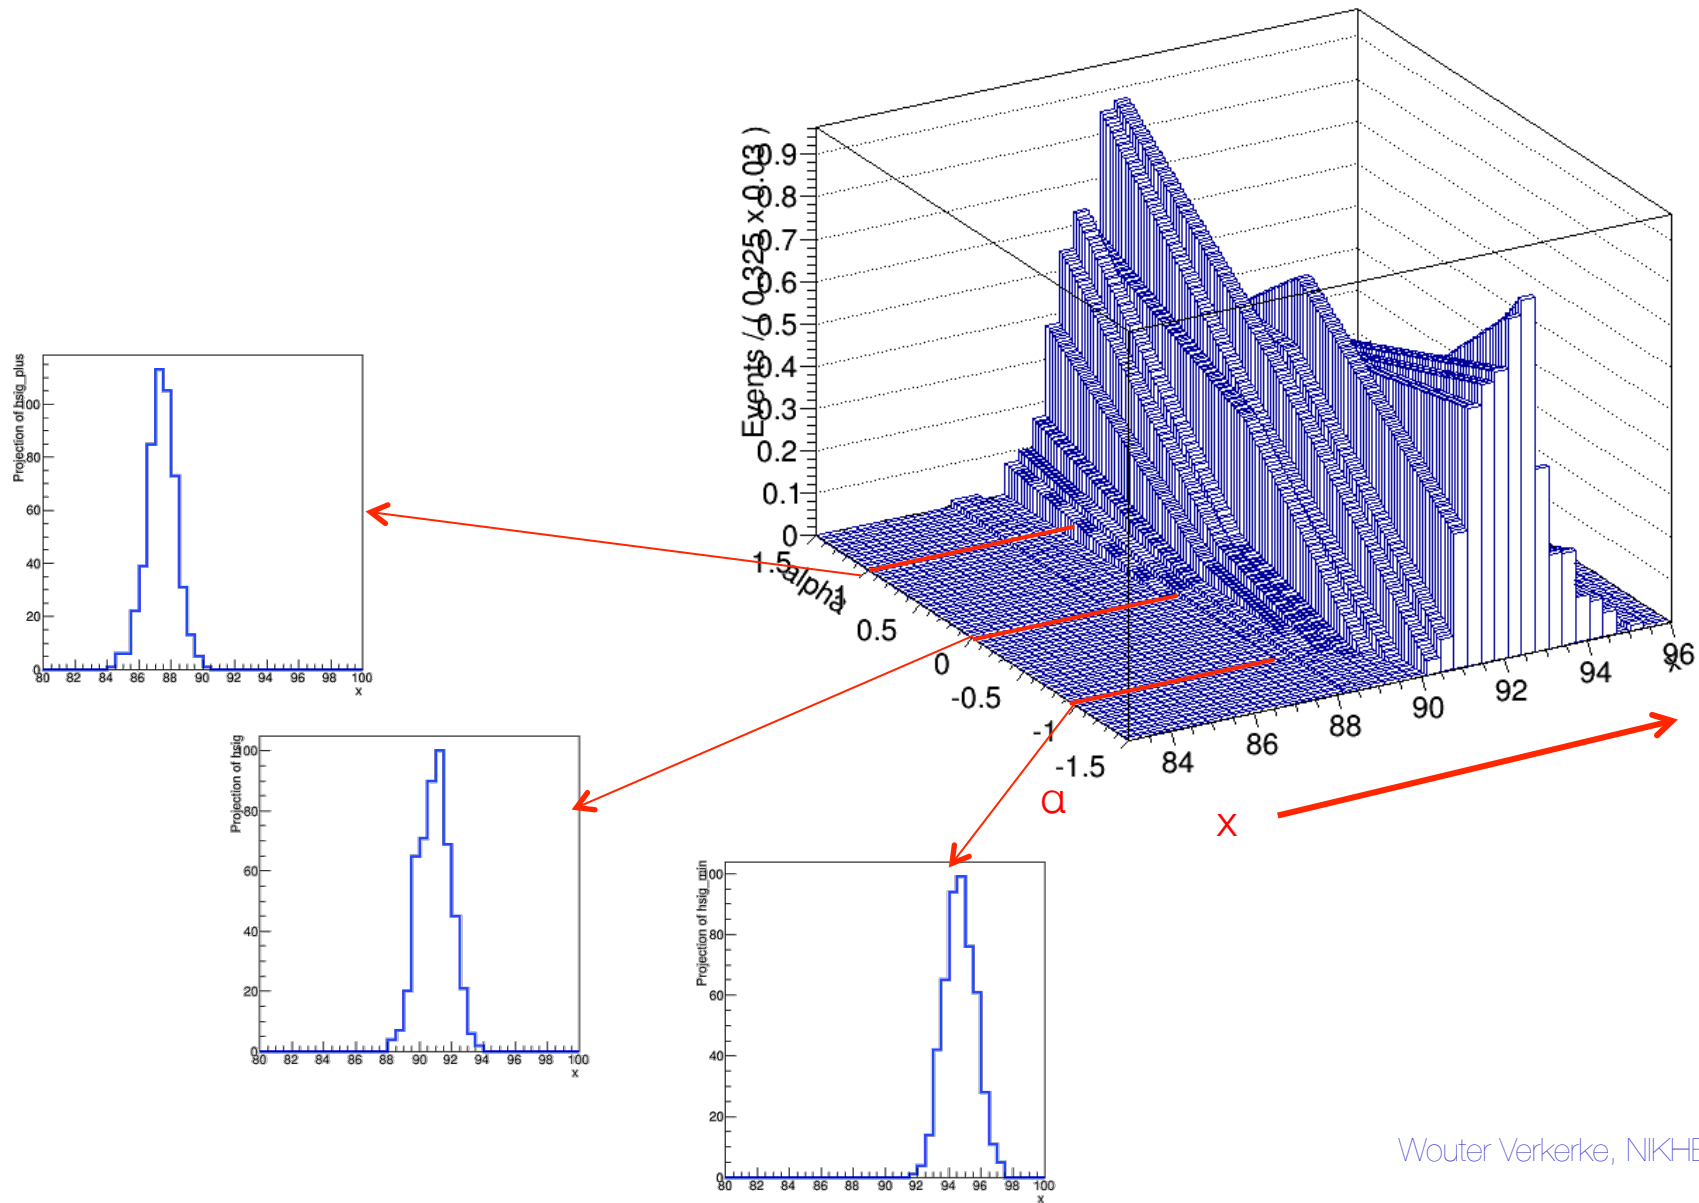 Events / ( 0.325 x 0.03 )
0.9
0.8
0.7
0.6
0.5
0.4
0.3
0.2
0.1
0
1.5
1
0.5
0
-0.5
-1
-1.5
alpha
84
86
88
90
92
94
96
x
α
x
Projection of hsig_plus
100
80
60
40
20
0
80 82 84 86 88 90 92 94 96 98 100
x
Projection of hsig
100
80
60
40
20
0
80 82 84 86 88 90 92 94 96 98 100
x
Projection of hsig_min
100
80
60
40
20
0
80 82 84 86 88 90 92 94 96 98 100
x
Wouter Verkerke, NIKHE